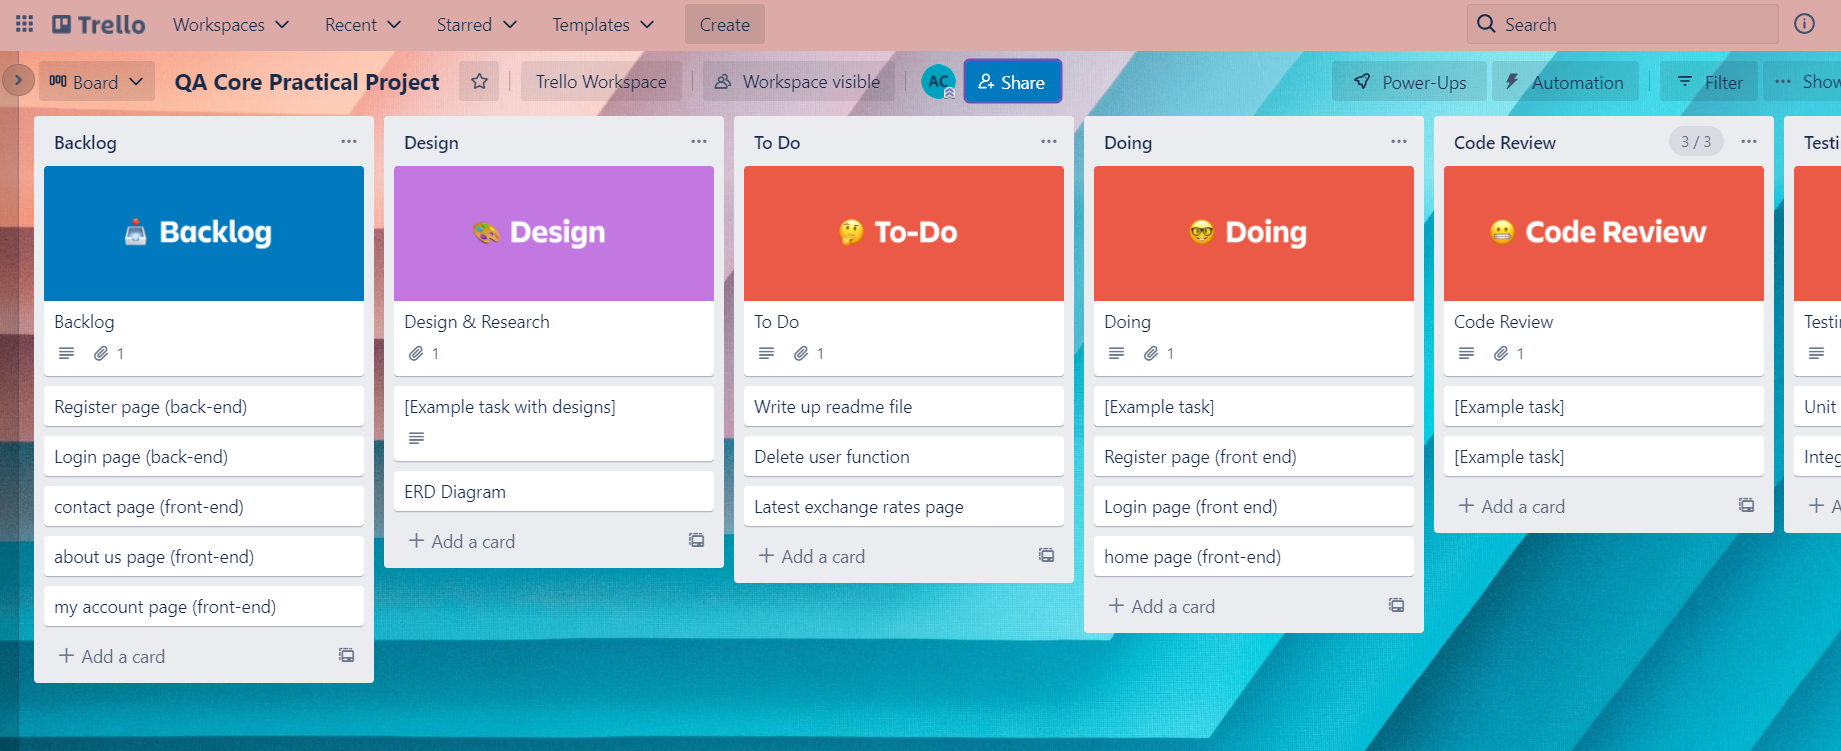 Trello
Workspaces
Recent
Starred
Templates
Create
Search
Board
QA Core Practical Project
Trello Workspace
Workspace visible
AC
Share
Power-Ups
Automation
Filter
Show
Backlog
Backlog
Backlog
1
Register page (back-end)
Login page (back-end)
contact page (front-end)
about us page (front-end)
my account page (front-end)
+ Add a card
Design
Design
Design & Research
1
[Example task with designs]
ERD Diagram
+ Add a card
To Do
To-Do
To Do
1
Write up readme file
Delete user function
Latest exchange rates page
+ Add a card
Doing
Doing
Doing
1
[Example task]
Register page (front end)
Login page (front end)
home page (front-end)
+ Add a card
Code Review
3 / 3
Code Review
Code Review
1
[Example task]
[Example task]
+ Add a card
Testi
Testi
Unit
Integ
+ A